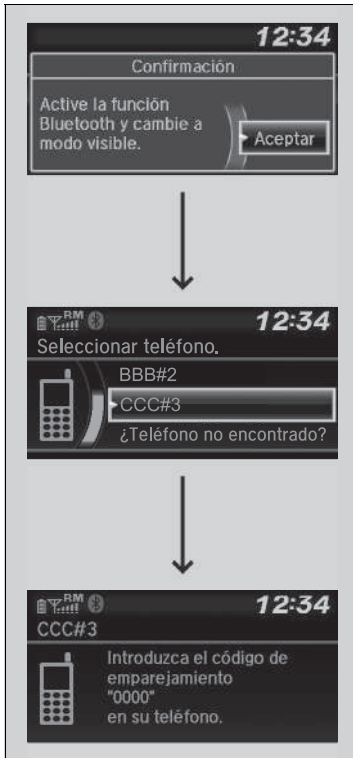 12:34
Confirmación
Active la función
Bluetooth y cambie a
modo visible.
Aceptar
RM
12:34
Seleccionar teléfono.
BBB#2
CCC#3
¿Teléfono no encontrado?
RM
12:34
CCC#3
Introduzca el código de
emparejamiento
"0000"
en su teléfono.